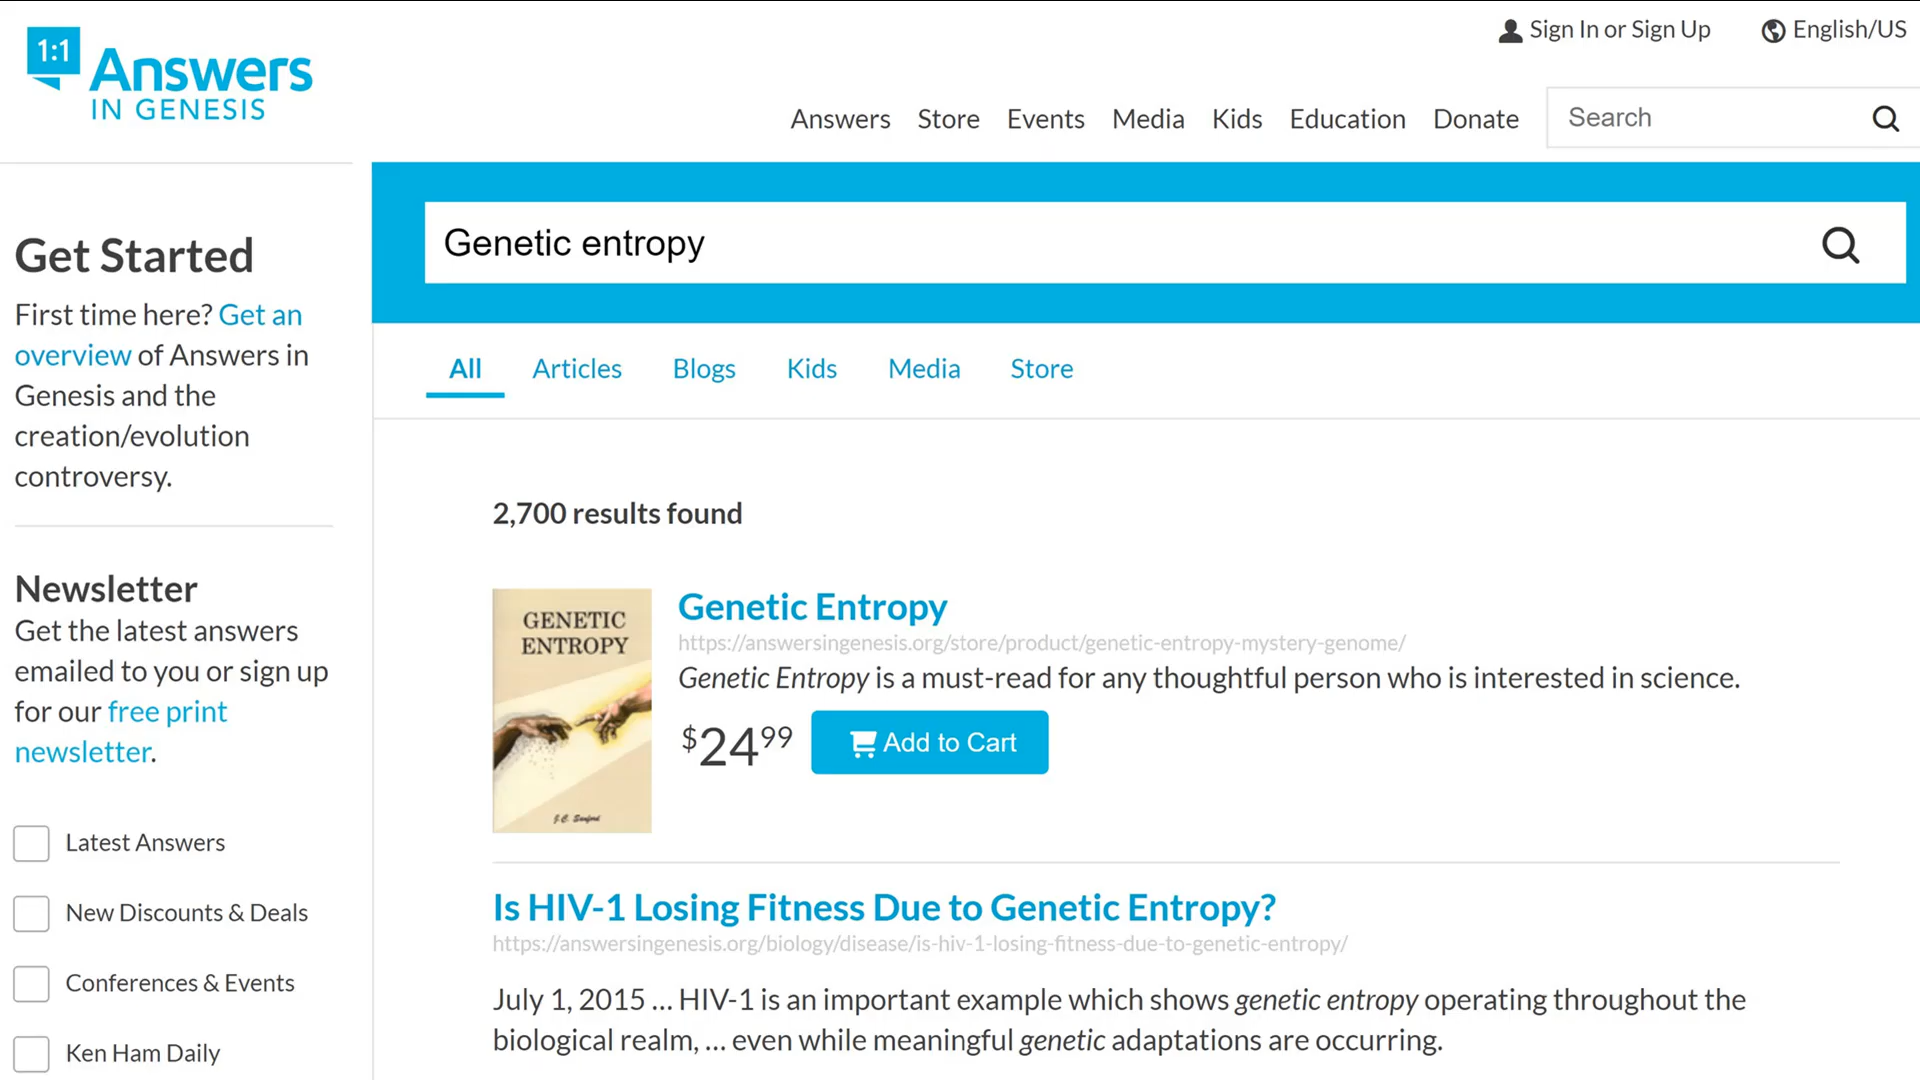 1:1
Answers
IN GENESIS
Sign In or Sign Up
English/US
Answers
Store
Events
Media
Kids
Education
Donate
Search
Get Started
First time here? Get an
overview of Answers in
Genesis and the
creation/evolution
controversy.
Newsletter
Get the latest answers
emailed to you or sign up
for our free print
newsletter.
Latest Answers
New Discounts & Deals
Conferences & Events
Ken Ham Daily
Genetic entropy
All
Articles
Blogs
Kids
Media
Store
2,700 results found
GENETIC
ENTROPY
J.C. Sanford
Genetic Entropy
https://answersingenesis.org/store/product/genetic-entropy-mystery-genome/
Genetic Entropy is a must-read for any thoughtful person who is interested in science.
$2499
Add to Cart
Is HIV-1 Losing Fitness Due to Genetic Entropy?
https://answersingenesis.org/biology/disease/is-hiv-1-losing-fitness-due-to-genetic-entropy/
July 1, 2015 ... HIV-1 is an important example which shows genetic entropy operating throughout the
biological realm, ... even while meaningful genetic adaptations are occurring.